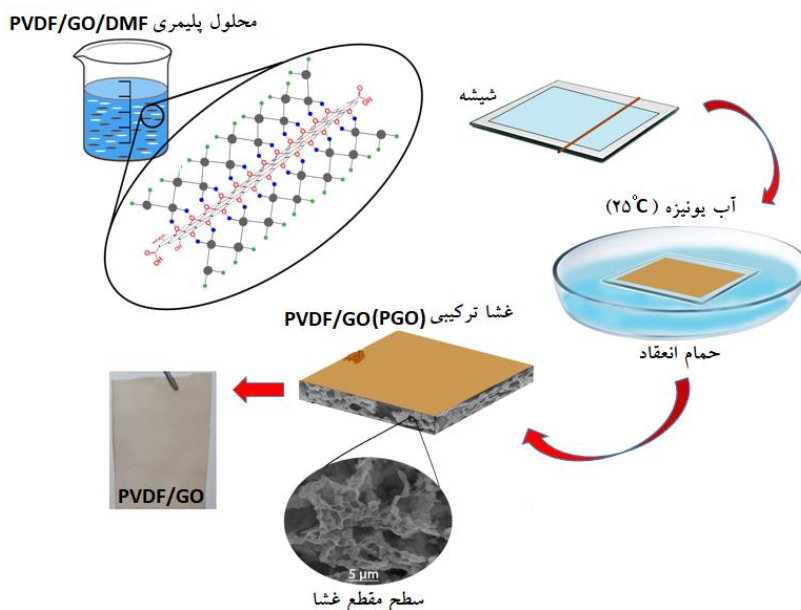 محلول پلیمری PVDF/GO/DMF
شیشه
آب یونیزه (۲۵°C)
حمام انعقاد
غشا ترکیبی PVDF/GO(PGO)
PVDF/GO
5 µm
سطح مقطع غشا